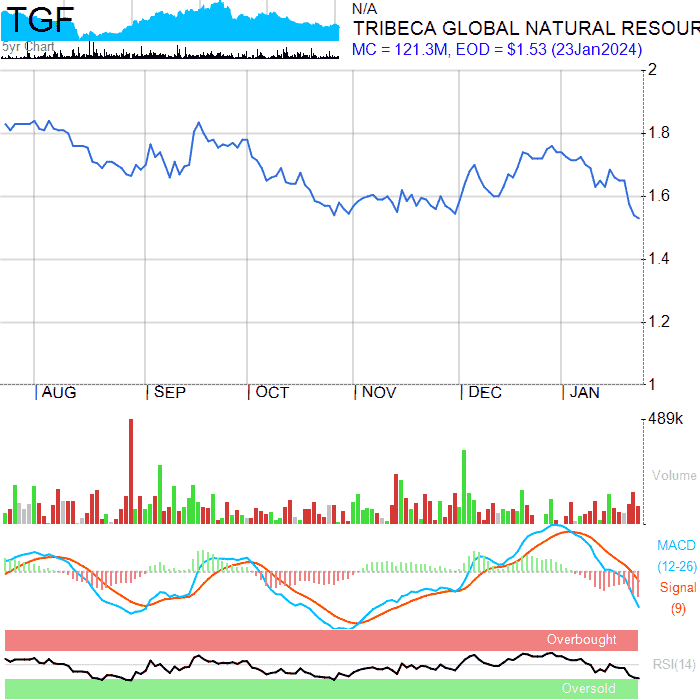 TGF
5yr Chart
N/A
TRIBECA GLOBAL NATURAL RESOUR
MC = 121.3M, EOD = $1.53 (23Jan2024)
2
1.8
1.6
1.4
1.2
1
AUG SEP OCT NOV DEC JAN
489k
Volume
MACD
(12-26)
Signal
(9)
Overbought
RSI(14)
Oversold